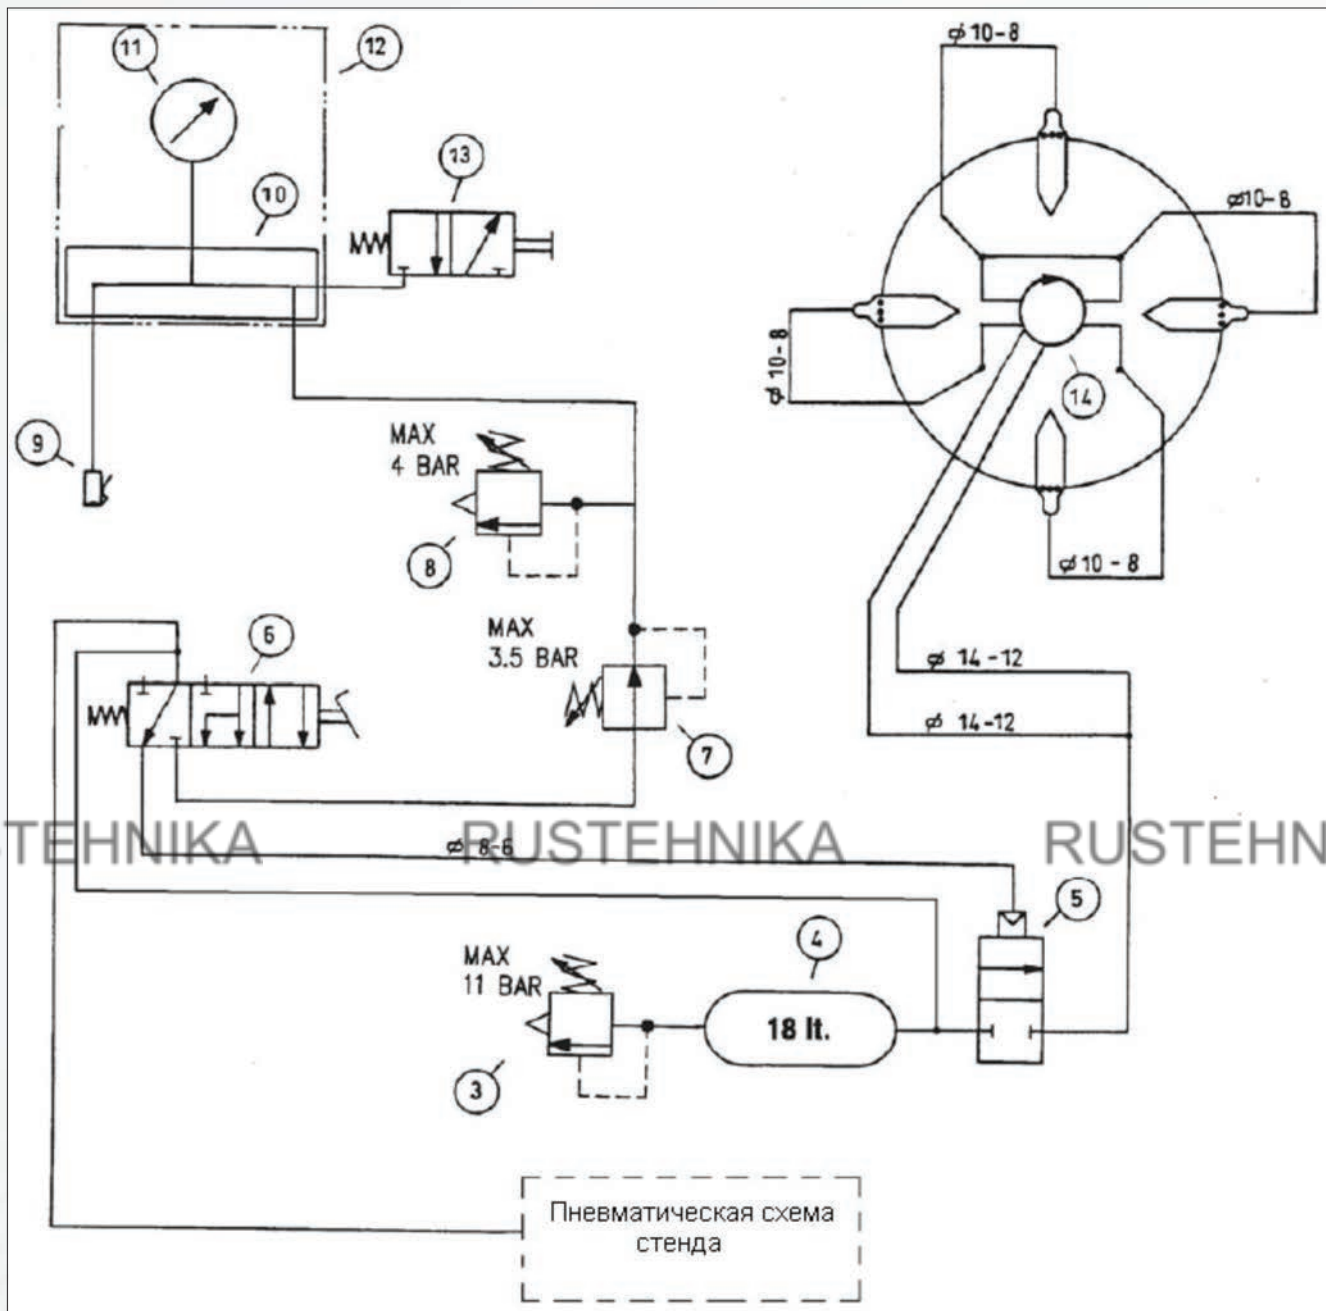 11
12
ø 10-8
13
10
ø10-8
ø 10-8
14
9
MAX
4 BAR
8
ø 10-8
6
MAX
3.5 BAR
7
ø 14-12
ø 14-12
STEHNIKA RUSTEHNIKA RUSTEHN
ø 8-6
5
4
MAX
11 BAR
18 lt.
3
Пневматическая схема
стенда